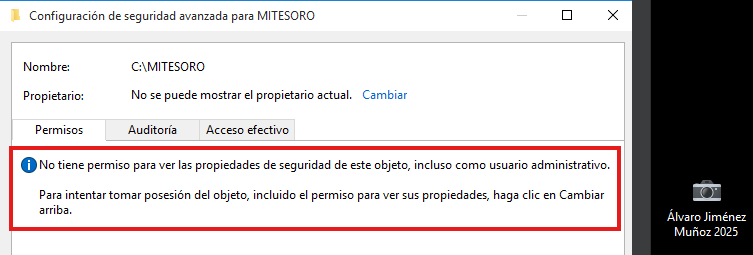 Configuración de seguridad avanzada para MITESORO
Nombre: C:\MITESORO
Propietario: No se puede mostrar el propietario actual. Cambiar
Permisos Auditoría Acceso efectivo
No tiene permiso para ver las propiedades de seguridad de este objeto, incluso como usuario administrativo.
Para intentar tomar posesión del objeto, incluido el permiso para ver sus propiedades, haga clic en Cambiar
arriba.
Álvaro Jiménez
Muñoz 2025